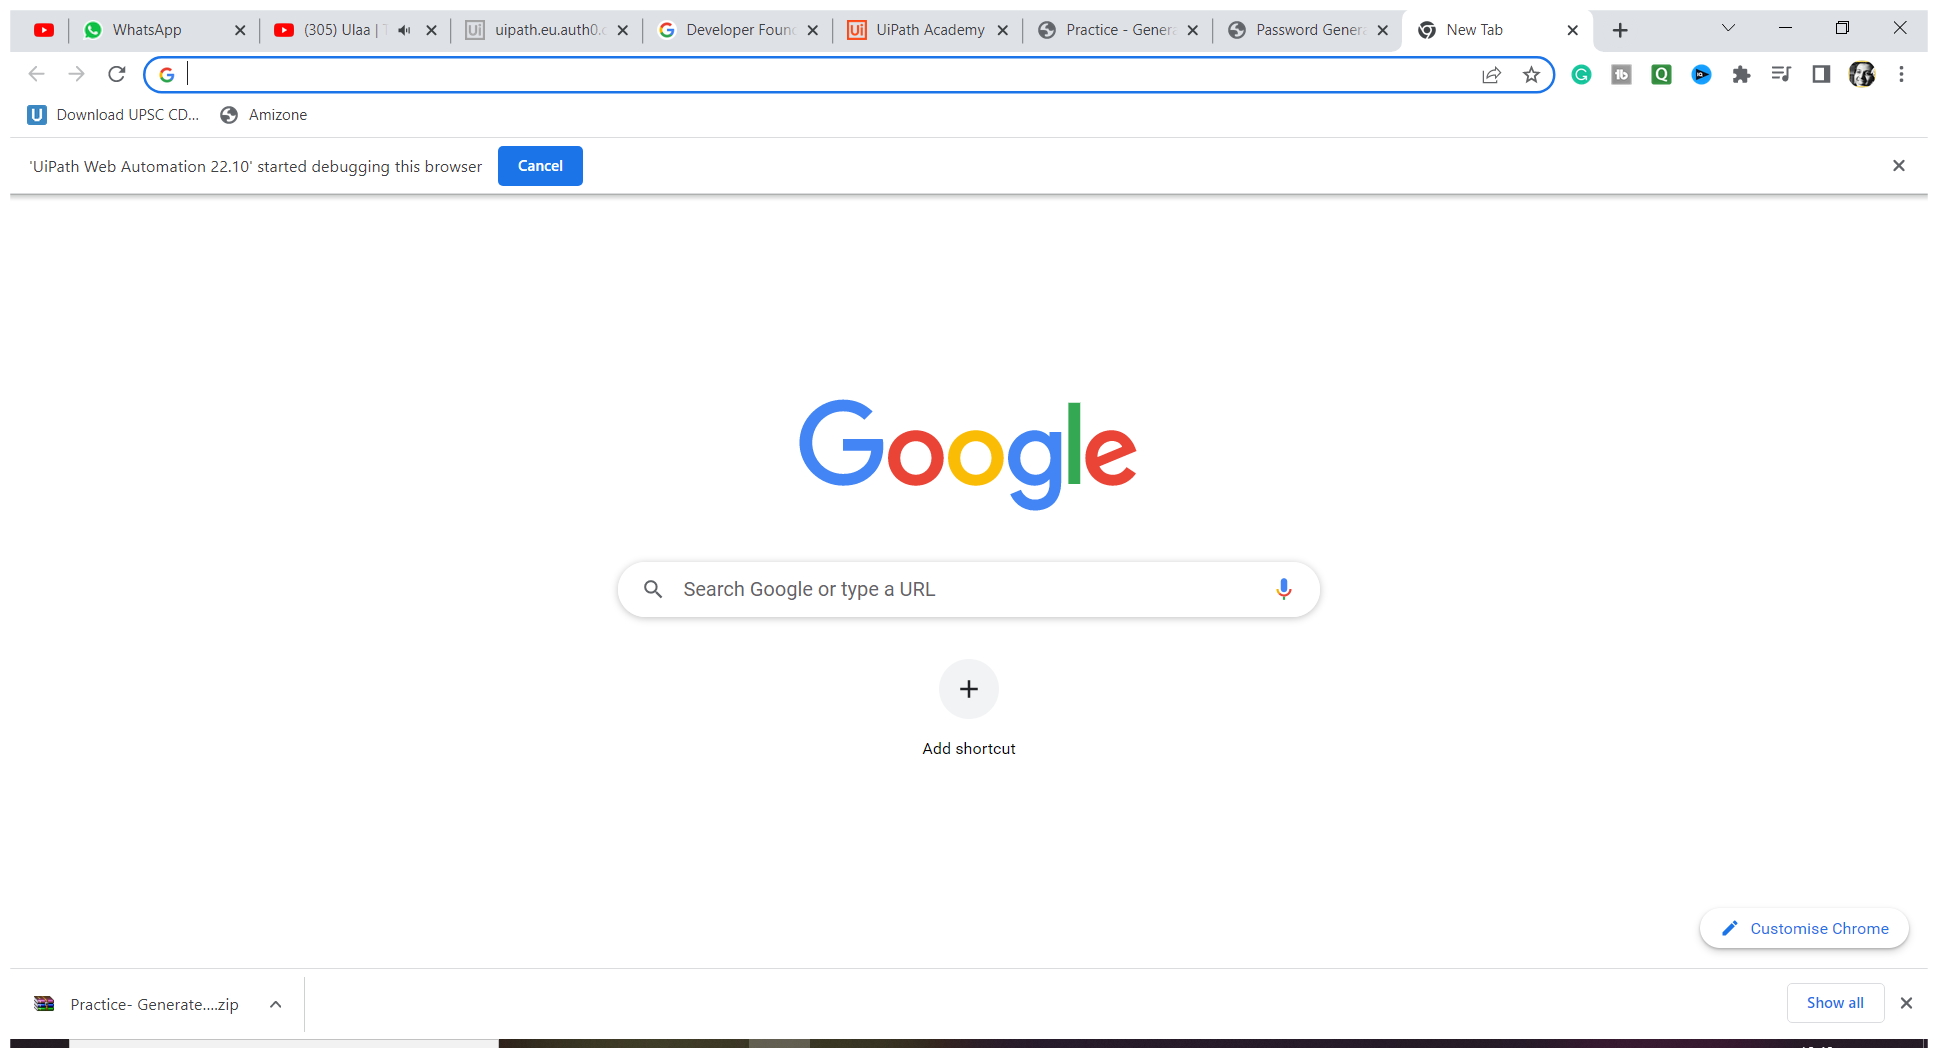 WhatsApp
(305) Ulaa |
uipath.eu.auth0.
Developer Foun
UiPath Academy
Practice - Genera
Password Genera
New Tab
Download UPSC CD...
Amizone
'UiPath Web Automation 22.10' started debugging this browser
Cancel
Google
Search Google or type a URL
Add shortcut
Customise Chrome
Practice- Generate....zip
Show all